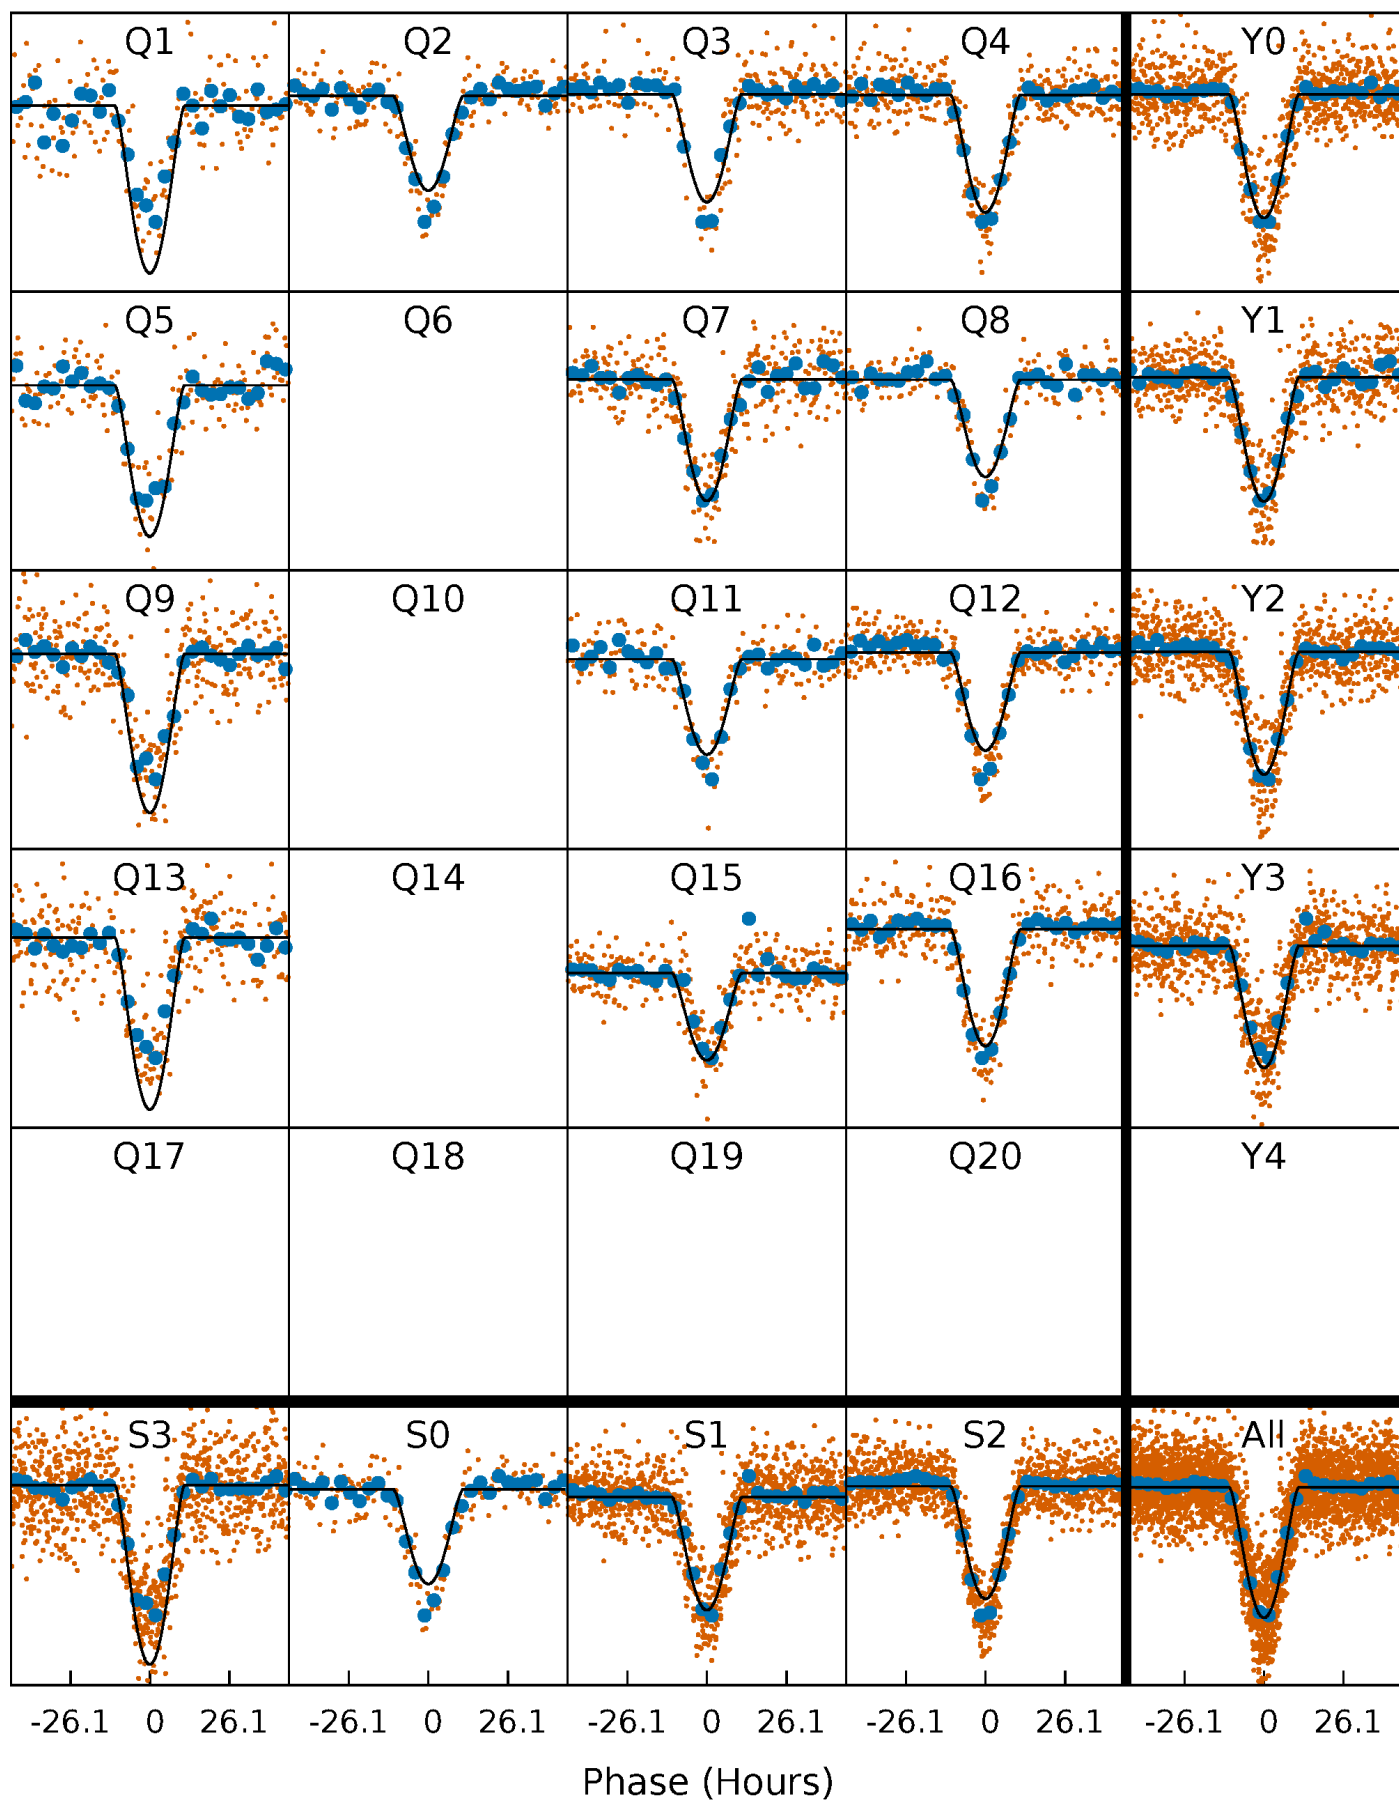 Q1 Q2 Q3 Q4 Y0
Q5 Q6 Q7 Q8 Y1
Q9 Q10 Q11 Q12 Y2
Q13 Q14 Q15 Q16 Y3
Q17 Q18 Q19 Q20 Y4
S3 S0 S1 S2 All
-26.1 0 26.1 -26.1 0 26.1 -26.1 0 26.1 -26.1 0 26.1 -26.1 0 26.1
Phase (Hours)